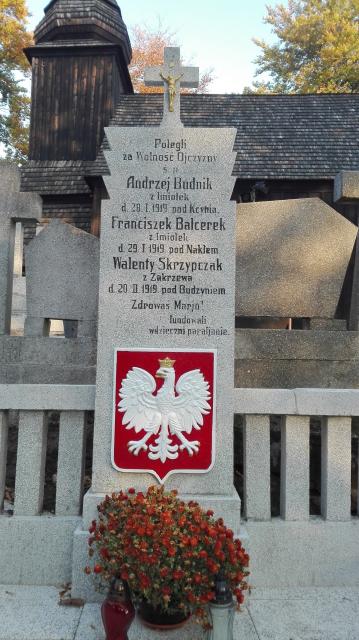 Polegli
za Wolność Ojczyzny
ś. p.
Andrzej Budnik
z Imiołek
d. 28. I. 1919. pod Kcynią.
Franciszek Balcerek
z Imiołek
d. 29. I 1919. pod Nakłem.
Walenty Skrzypczak
z Zakrzewa
d. 20. II. 1919. pod Budzyniem.
Zdrowaś Marjo!
fundowali
wdzięczni parafjanie.